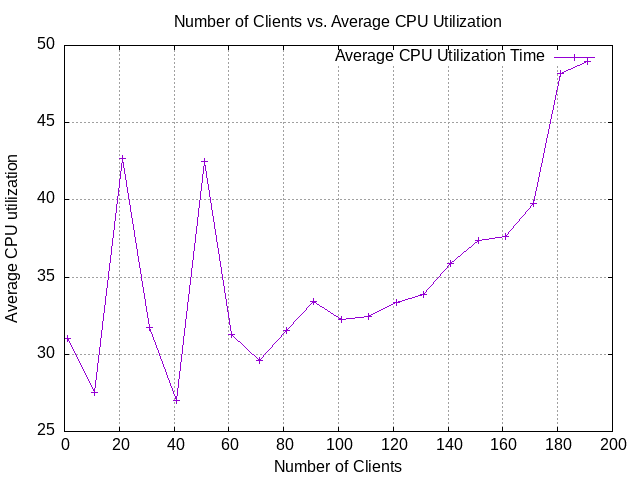 Number of Clients vs. Average CPU Utilization
Average CPU Utilization Time
50
45
40
35
30
25
Average CPU utilization
0 20 40 60 80 100 120 140 160 180 200
Number of Clients